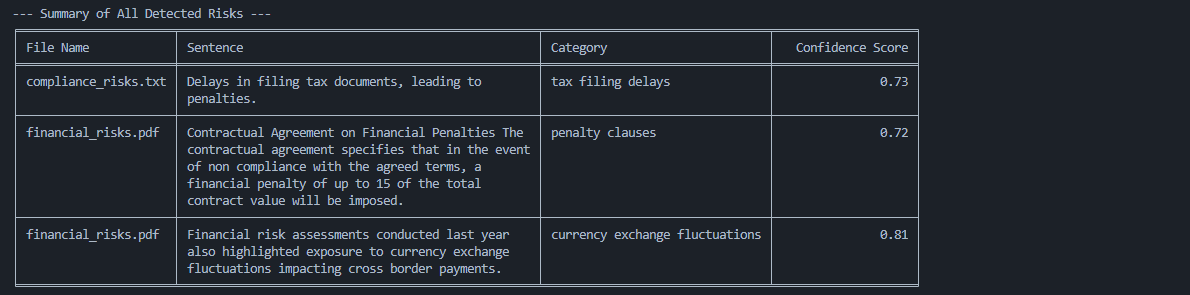 --- Summary of All Detected Risks ---
File Name Sentence Category Confidence Score
compliance_risks.txt Delays in filing tax documents, leading to tax filing delays 0.73
penalties.
financial_risks.pdf Contractual Agreement on Financial Penalties The penalty clauses 0.72
contractual agreement specifies that in the event
of non compliance with the agreed terms, a
financial penalty of up to 15 of the total
contract value will be imposed.
financial_risks.pdf Financial risk assessments conducted last year currency exchange fluctuations 0.81
also highlighted exposure to currency exchange
fluctuations impacting cross border payments.